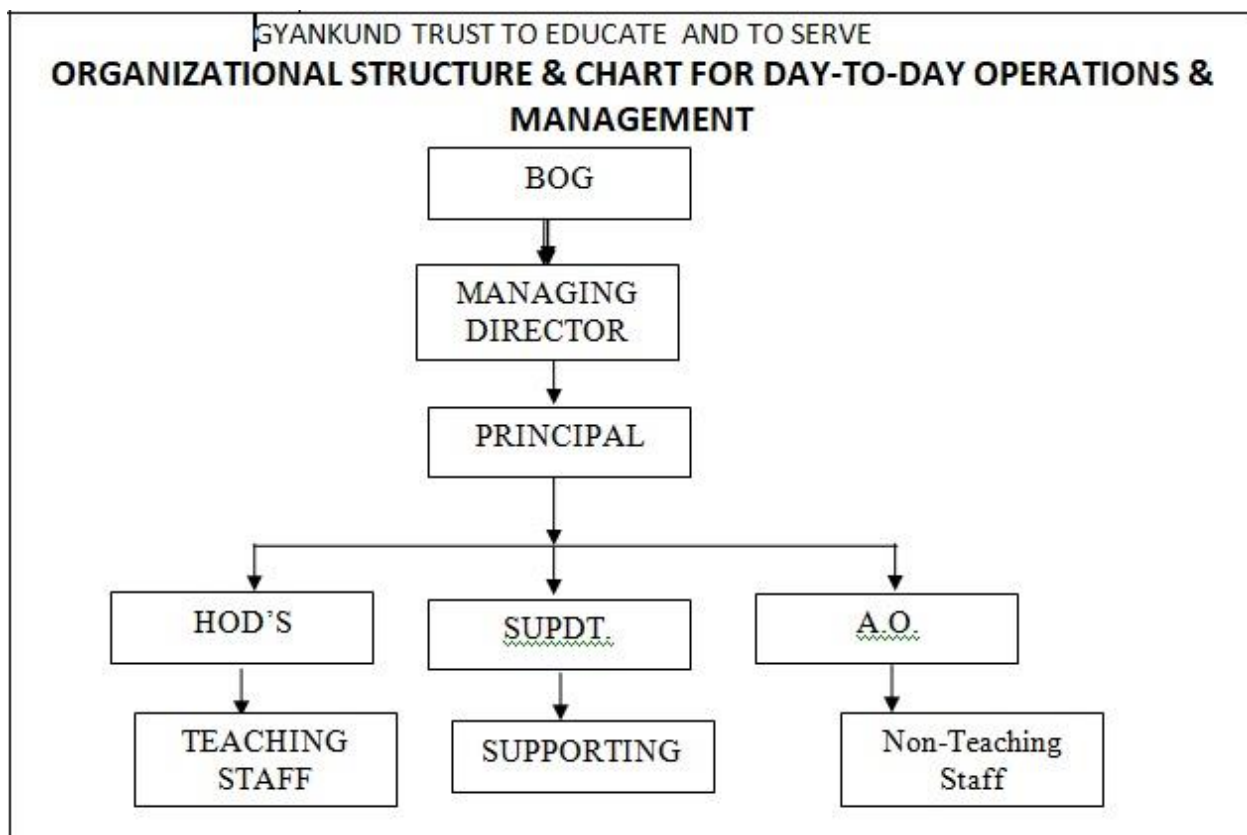 GYANKUND TRUST TO EDUCATE AND TO SERVE
ORGANIZATIONAL STRUCTURE & CHART FOR DAY-TO-DAY OPERATIONS &
MANAGEMENT
BOG
MANAGING
DIRECTOR
PRINCIPAL
HOD’S
SUPDT.
A.O.
TEACHING
STAFF
SUPPORTING
Non-Teaching
Staff